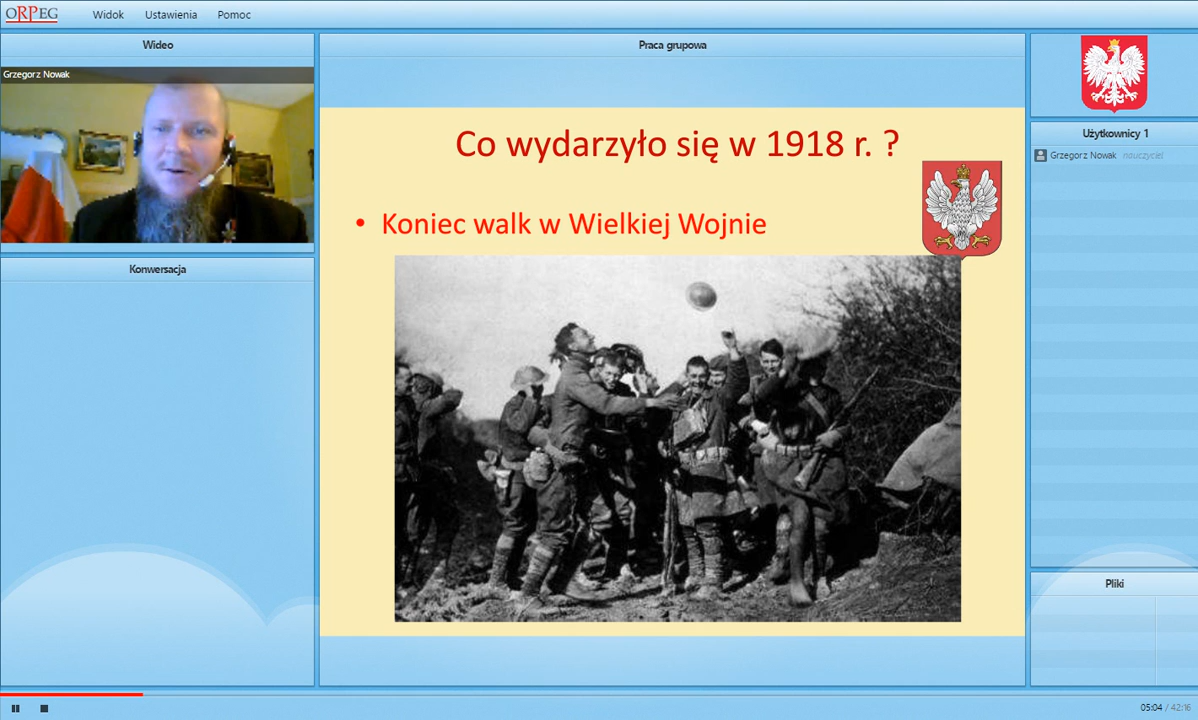 ORPEG
Widok Ustawienia Pomoc
Wideo
Grzegorz Nowak
Konwersacja
Praca grupowa
Co wydarzyło się w 1918 r. ?
• Koniec walk w Wielkiej Wojnie
Użytkownicy 1
Grzegorz Nowak nauczyciel
Pliki
05:04 / 42:16